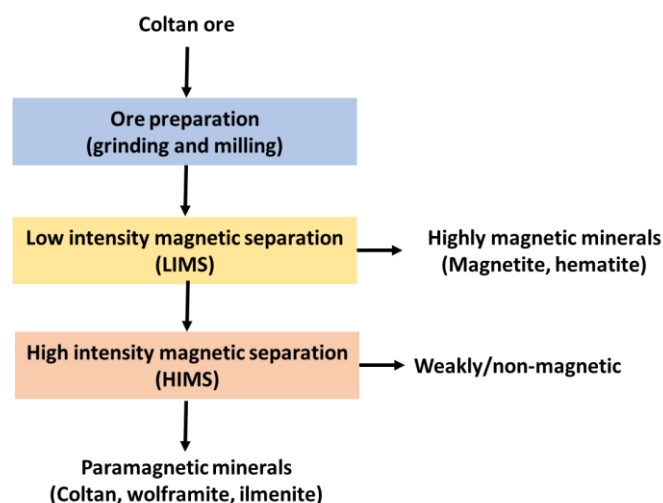 Coltan ore
Ore preparation
(grinding and milling)
Low intensity magnetic separation
(LIMS)
Highly magnetic minerals
(Magnetite, hematite)
High intensity magnetic separation
(HIMS)
Weakly/non-magnetic
Paramagnetic minerals
(Coltan, wolframite, ilmenite)